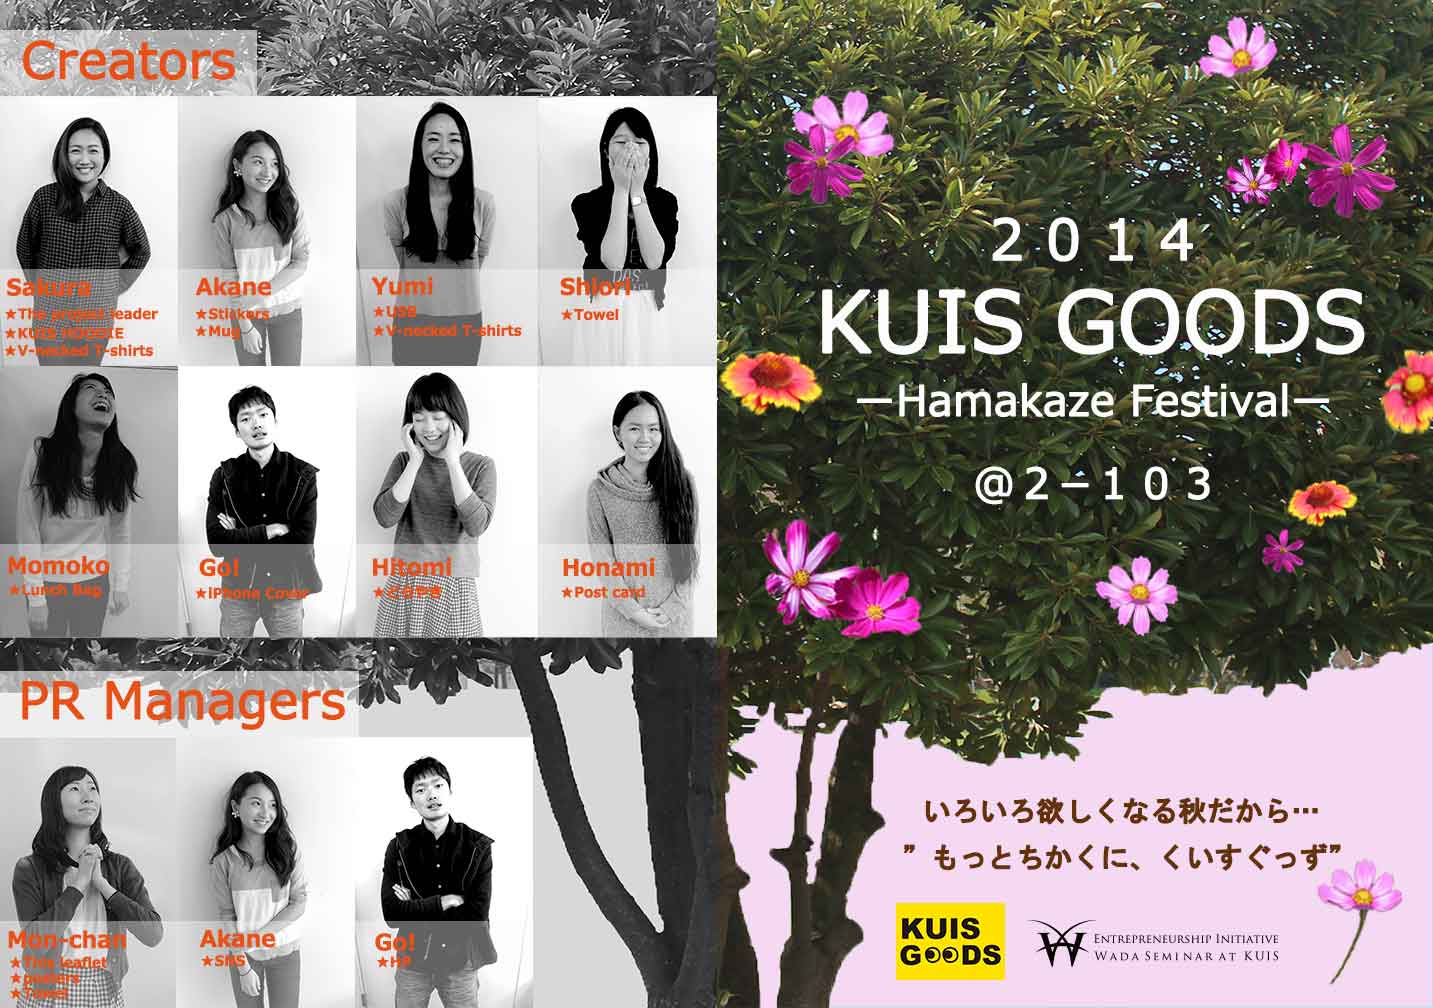 Creators
Sakura
★The project leader
★KUIS HOODIE
★V-necked T-shirts
Akane
★Stickers
★Mug
Yumi
★USB
★V-necked T-shirts
Shiori
★Towel
Momoko
★Lunch Bag
Go!
★iPhone Cover
Hitomi
Honami
★Post card
PR Managers
Mon-chan
★This leaflet
★posters
★Towel
Akane
★SNS
Go!
★HP
２０１４
KUIS GOODS
―Hamakaze Festival―
@２−１０３
いろいろ欲しくなる秋だから…
”もっとちかくに、くいすぐっず”
KUIS
GOODS
ENTREPRENEURSHIP INITIATIVE
WADA SEMINAR AT KUIS